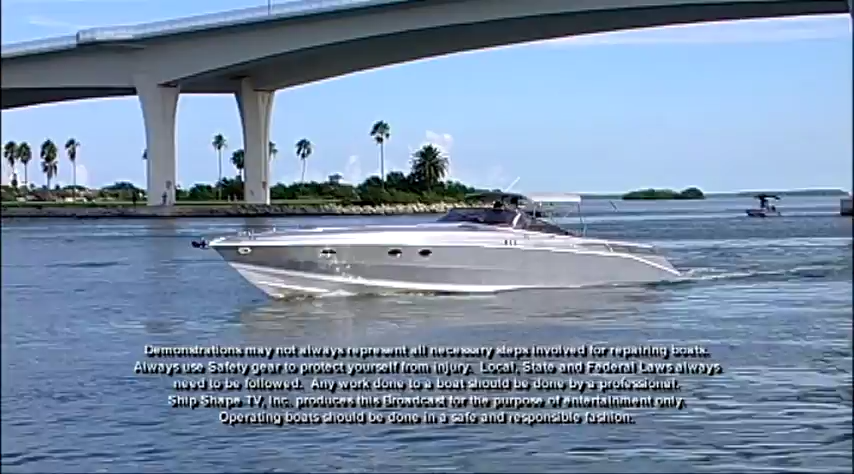 Demonstrations may not always represent all necessary steps involved for repairing boats.
Always use Safety gear to protect yourself from injury. Local, State and Federal Laws always
need to be followed. Any work done to a boat should be done by a professional.
Ship Shape TV, Inc. produces this Broadcast for the purpose of entertainment only.
Operating boats should be done in a safe and responsible fashion.